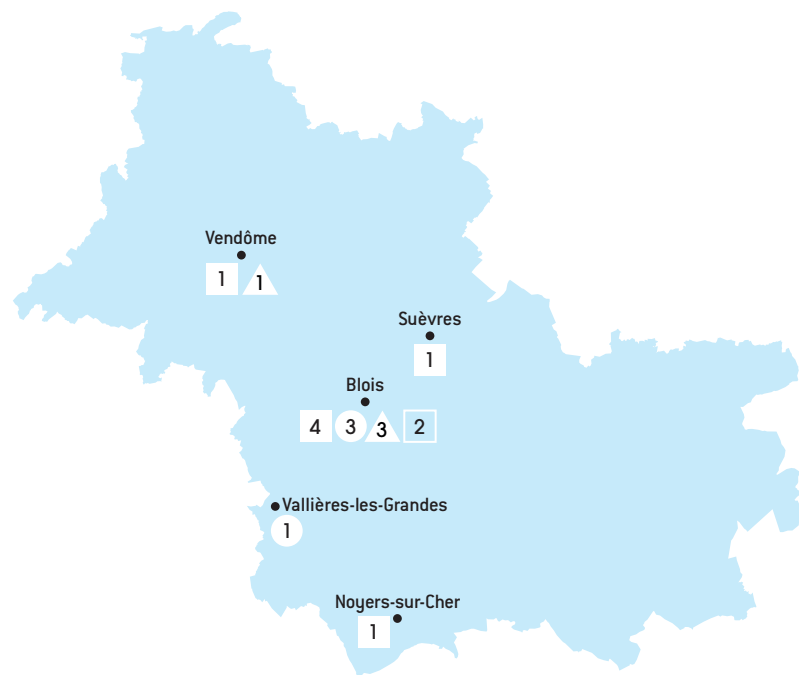 Vendôme
1 1
Suèvres
1
Blois
4 3 3 2
Vallières-les-Grandes
1
Noyers-sur-Cher
1